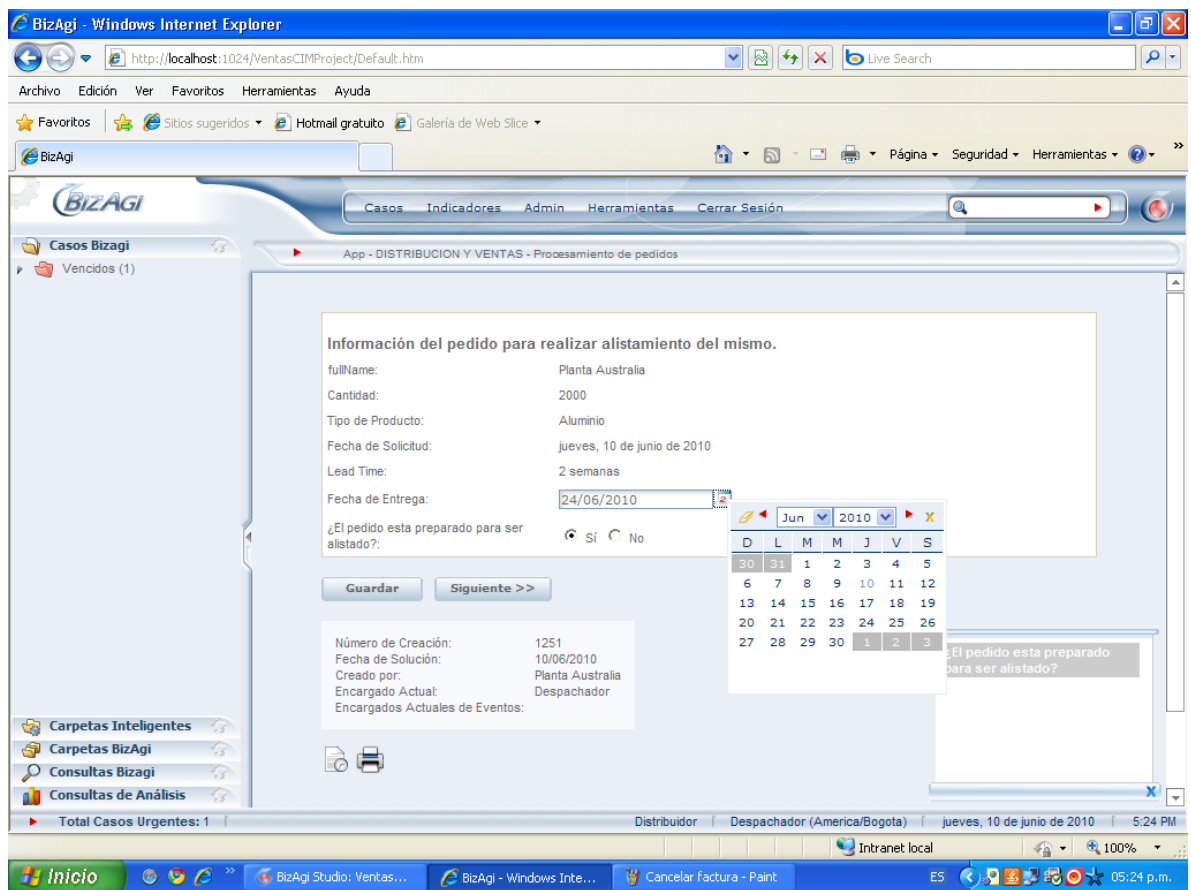 BizAgi - Windows Internet Explorer
http://localhost:1024/VentasCIMProject/Default.htm
Live Search
Archivo Edición Ver Favoritos Herramientas Ayuda
Favoritos Sitios sugeridos Hotmail gratuito Galería de Web Slice
BizAgi Página Seguridad Herramientas »
BIZAGI
Casos Indicadores Admin Herramientas Cerrar Sesión
Casos Bizagi
App - DISTRIBUCION Y VENTAS - Procesamiento de pedidos
Vencidos (1)
Información del pedido para realizar alistamiento del mismo.
fullName: Planta Australia
Cantidad: 2000
Tipo de Producto: Aluminio
Fecha de Solicitud: jueves, 10 de junio de 2010
Lead Time: 2 semanas
Fecha de Entrega: 24/06/2010
¿El pedido esta preparado para ser
alistado?: Sí No
Jun 2010 X
D L M M J V S
30 31 1 2 3 4 5
6 7 8 9 10 11 12
13 14 15 16 17 18 19
20 21 22 23 24 25 26
27 28 29 30 1 2 3
Guardar Siguiente >>
Número de Creación: 1251
Fecha de Solución: 10/06/2010
Creado por: Planta Australia
Encargado Actual: Despachador
Encargados Actuales de Eventos:
¿El pedido esta preparado
para ser alistado?
X
Carpetas Inteligentes
Carpetas BizAgi
Consultas Bizagi
Consultas de Análisis
Total Casos Urgentes: 1 Distribuidor Despachador (America/Bogota) jueves, 10 de junio de 2010 5:24 PM
Intranet local 100%
Inicio » BizAgi Studio: Ventas... BizAgi - Windows Inte... Cancelar factura - Paint ES 05:24 p.m.